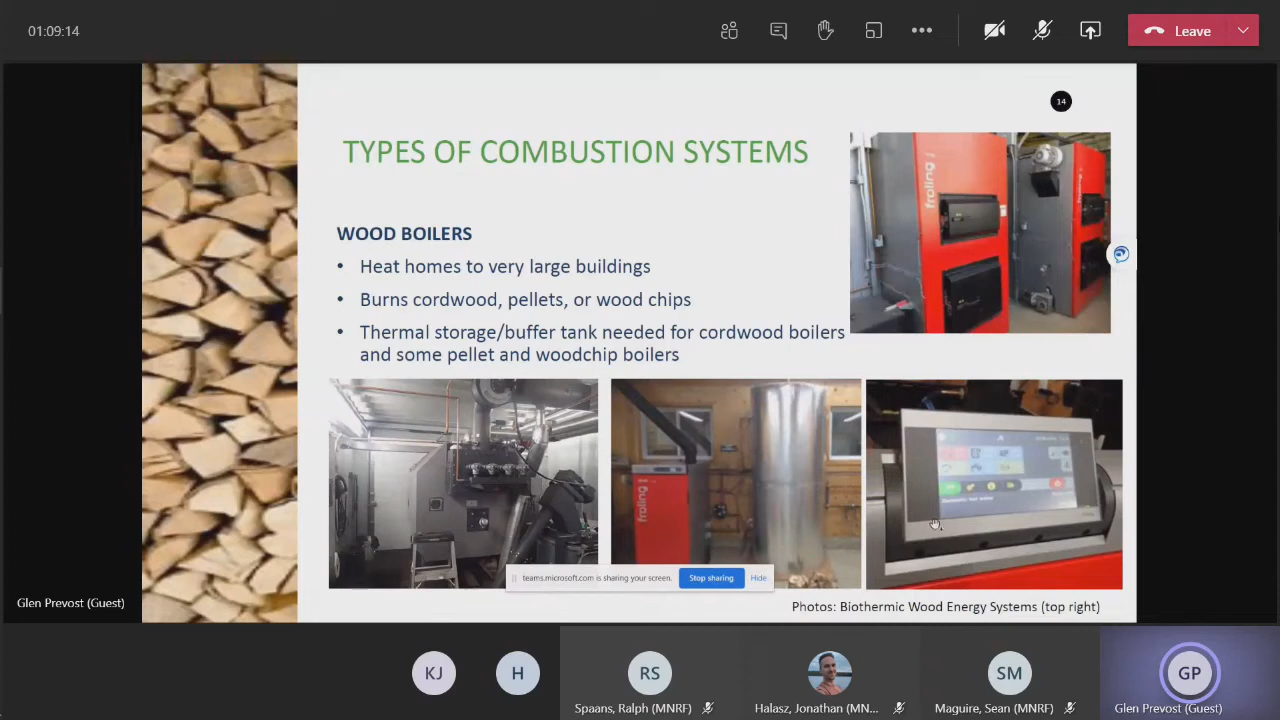 01:09:14
Leave
14
TYPES OF COMBUSTION SYSTEMS
froling
WOOD BOILERS
• Heat homes to very large buildings
• Burns cordwood, pellets, or wood chips
• Thermal storage/buffer tank needed for cordwood boilers
and some pellet and woodchip boilers
froling
teams.microsoft.com is sharing your screen.
Stop sharing
Hide
Photos: Biothermic Wood Energy Systems (top right)
Glen Prevost (Guest)
KJ
H
RS
SM
GP
Spaans, Ralph (MNRF)
Halasz, Jonathan (MN...
Maguire, Sean (MNRF)
Glen Prevost (Guest)